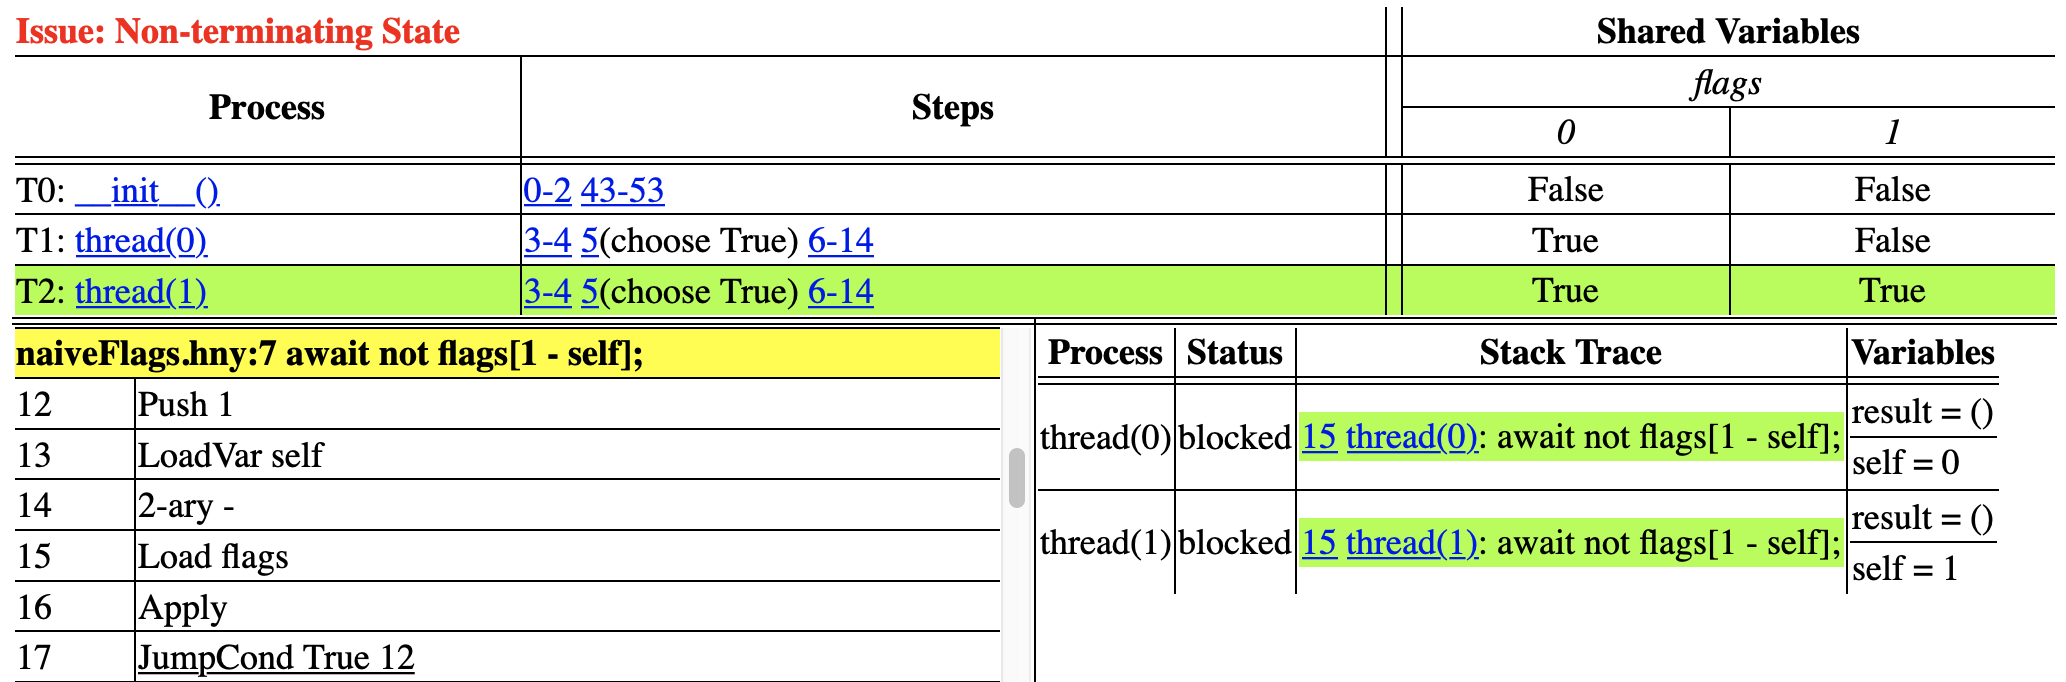 Issue: Non-terminating State
Shared Variables
Process
Steps
flags
0
1
T0: __init__() 0-2 43-53 False False
T1: thread(0) 3-4 5(choose True) 6-14 True False
T2: thread(1) 3-4 5(choose True) 6-14 True True
naiveFlags.hny:7 await not flags[1 - self];
12 Push 1
13 LoadVar self
14 2-ary -
15 Load flags
16 Apply
17 JumpCond True 12
Process Status Stack Trace Variables
thread(0) blocked 15 thread(0): await not flags[1 - self]; result = ()
self = 0
thread(1) blocked 15 thread(1): await not flags[1 - self]; result = ()
self = 1